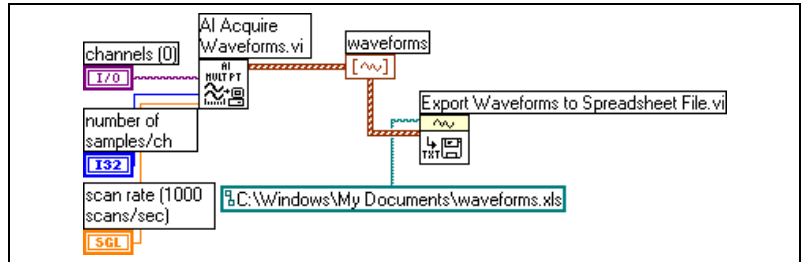 AI Acquire
Waveforms.vi
channels (0)
I/O
AI
MULT PT
waveforms
Export Waveforms to Spreadsheet File.vi
TXT
number of
samples/ch
I32
scan rate (1000
scans/sec)
SGL
C:\Windows\My Documents\waveforms.xls